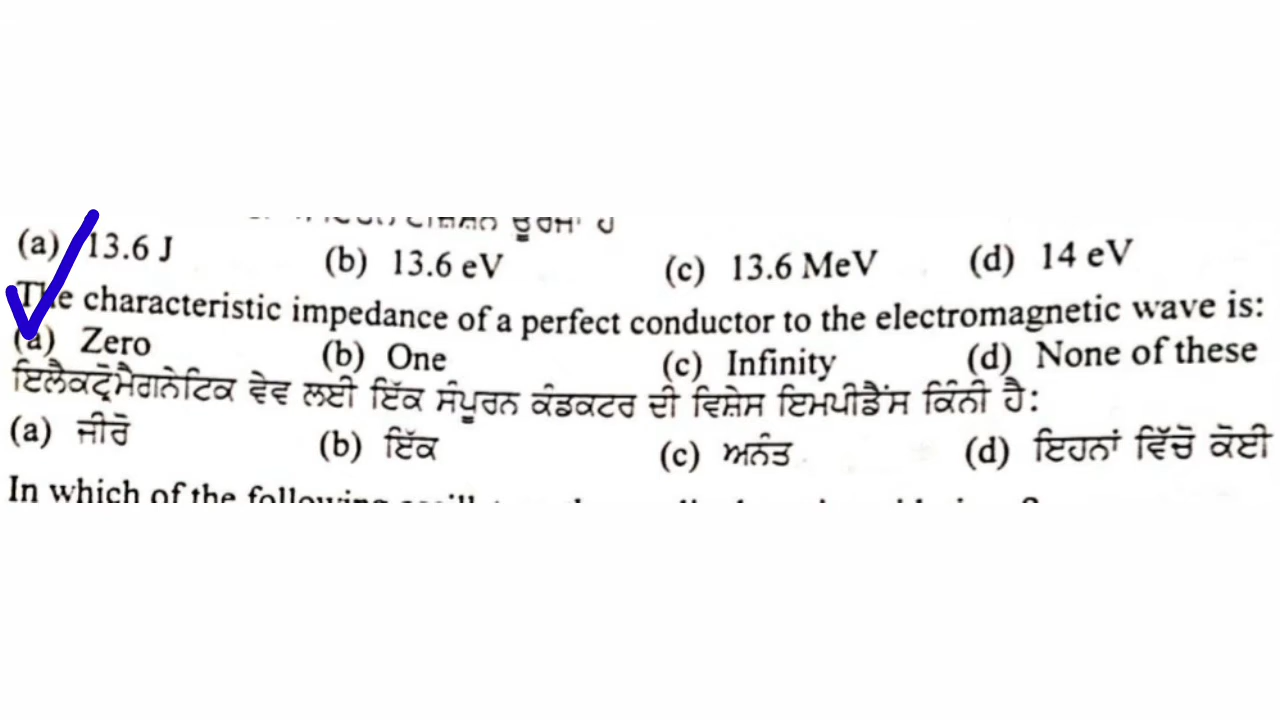 (a) 13.6 J (b) 13.6 eV (c) 13.6 MeV (d) 14 eV
The characteristic impedance of a perfect conductor to the electromagnetic wave is:
(a) Zero (b) One (c) Infinity (d) None of these
ਇਲੈਕਟ੍ਰੋਮੈਗਨੇਟਿਕ ਵੇਵ ਲਈ ਇੱਕ ਸੰਪੂਰਨ ਕੰਡਕਟਰ ਦੀ ਵਿਸ਼ੇਸ ਇਮਪੀਡੈਂਸ ਕਿੰਨੀ ਹੈ:
(a) ਜੀਰੋ (b) ਇੱਕ (c) ਅਨੰਤ (d) ਇਹਨਾਂ ਵਿੱਚੋ ਕੋਈ
In which of the following